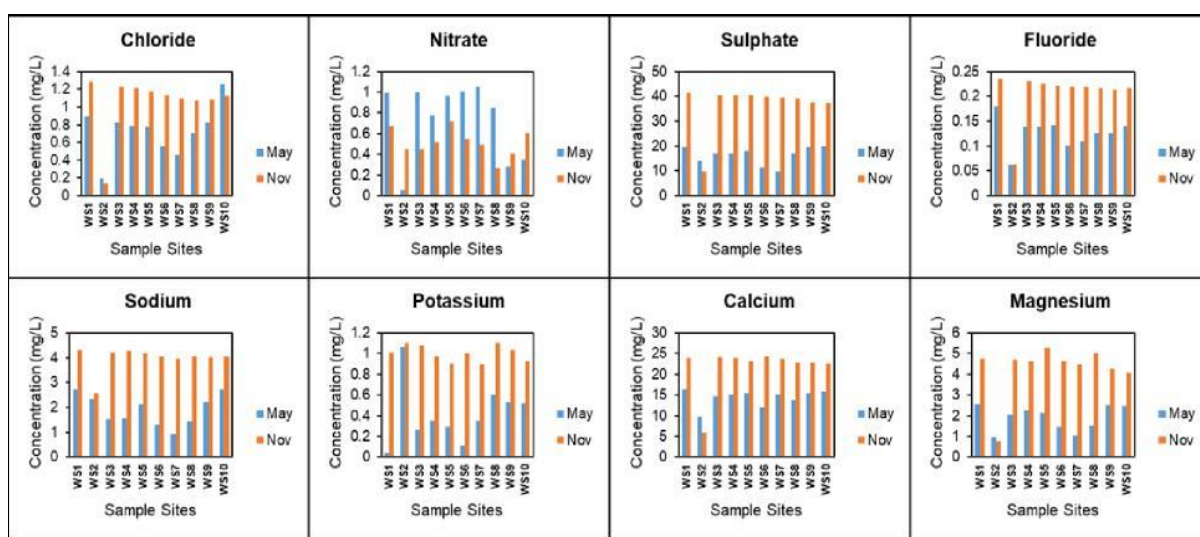 Chloride
Concentration (mg/L)
1.4
1.2
1
0.8
0.6
0.4
0.2
0
WS1 WS2 WS3 WS4 WS5 WS6 WS7 WS8 WS9 WS10
Sample Sites
May
Nov
Nitrate
Concentration (mg/L)
1.2
1
0.8
0.6
0.4
0.2
0
WS1 WS2 WS3 WS4 WS5 WS6 WS7 WS8 WS9 WS10
Sample Sites
May
Nov
Sulphate
Concentration (mg/L)
50
40
30
20
10
0
WS1 WS2 WS3 WS4 WS5 WS6 WS7 WS8 WS9 WS10
Sample Sites
May
Nov
Fluoride
Concentration (mg/L)
0.25
0.2
0.15
0.1
0.05
0
WS1 WS2 WS3 WS4 WS5 WS6 WS7 WS8 WS9 WS10
Sample Sites
May
Nov
Sodium
Concentration (mg/L)
5
4
3
2
1
0
WS1 WS2 WS3 WS4 WS5 WS6 WS7 WS8 WS9 WS10
Sample Sites
May
Nov
Potassium
Concentration (mg/L)
1.2
1
0.8
0.6
0.4
0.2
0
WS1 WS2 WS3 WS4 WS5 WS6 WS7 WS8 WS9 WS10
Sample Sites
May
Nov
Calcium
Concentration (mg/L)
30
25
20
15
10
5
0
WS1 WS2 WS3 WS4 WS5 WS6 WS7 WS8 WS9 WS10
Sample Sites
May
Nov
Magnesium
Concentration (mg/L)
6
5
4
3
2
1
0
WS1 WS2 WS3 WS4 WS5 WS6 WS7 WS8 WS9 WS10
Sample Sites
May
Nov